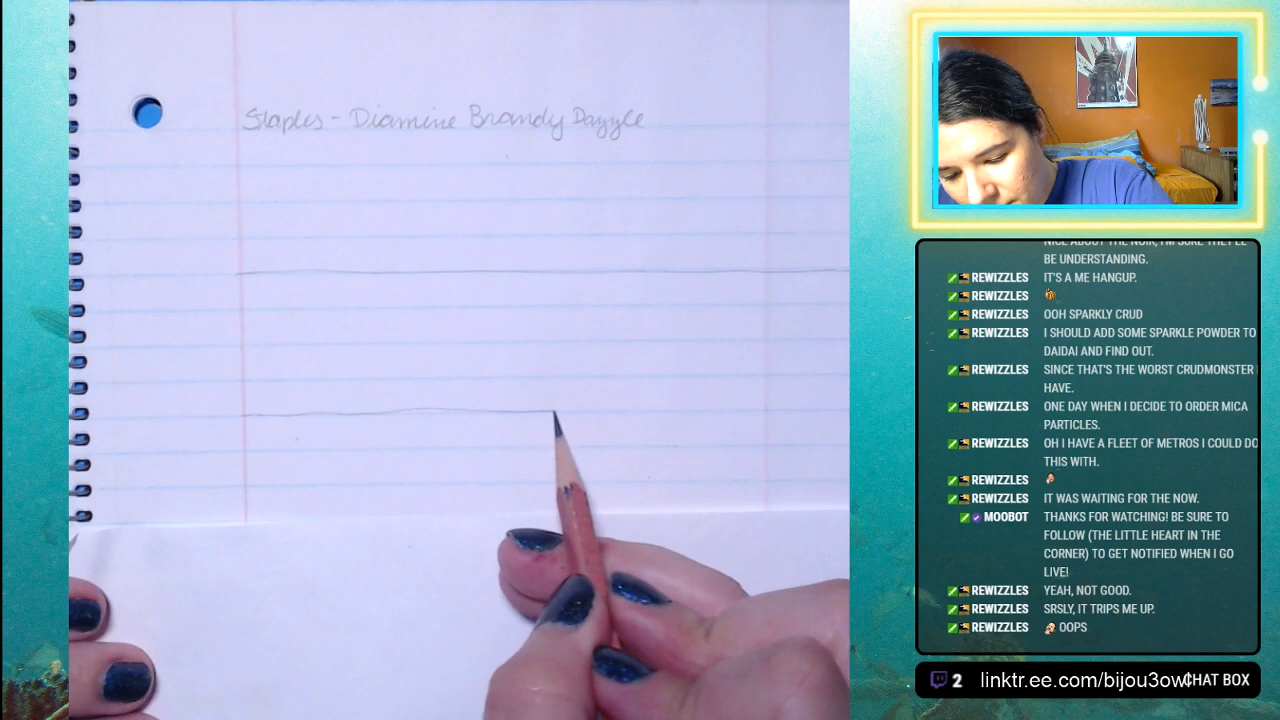 Staples - Diamine Brandy Dazzle
NICE ABOUT THE NOIR, I'M SURE THEY'LL
BE UNDERSTANDING.
REWIZZLES IT'S A ME HANGUP.
REWIZZLES
REWIZZLES OOH SPARKLY CRUD
REWIZZLES I SHOULD ADD SOME SPARKLE POWDER TO
DAIDAI AND FIND OUT.
REWIZZLES SINCE THAT'S THE WORST CRUDMONSTER I
HAVE.
REWIZZLES ONE DAY WHEN I DECIDE TO ORDER MICA
PARTICLES.
REWIZZLES OH I HAVE A FLEET OF METROS I COULD DO
THIS WITH.
REWIZZLES
REWIZZLES IT WAS WAITING FOR THE NOW.
MOOBOT THANKS FOR WATCHING! BE SURE TO
FOLLOW (THE LITTLE HEART IN THE
CORNER) TO GET NOTIFIED WHEN I GO
LIVE!
REWIZZLES YEAH, NOT GOOD.
REWIZZLES SRSLY, IT TRIPS ME UP.
REWIZZLES OOPS
2 linktr.ee.com/bijou3owl CHAT BOX